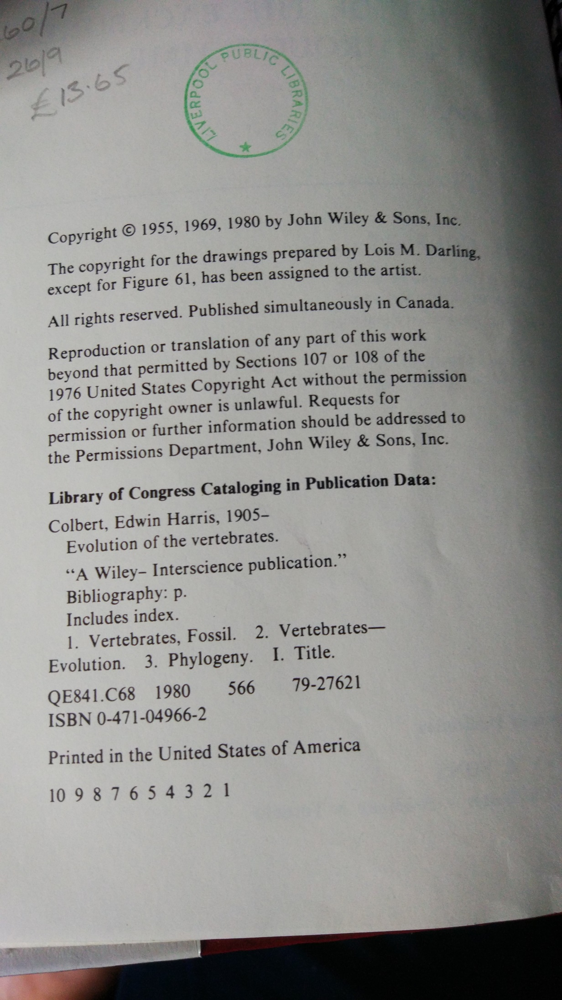 60/7
26/9
£13.65
LIVERPOOL PUBLIC LIBRARIES
Copyright © 1955, 1969, 1980 by John Wiley & Sons, Inc.
The copyright for the drawings prepared by Lois M. Darling,
except for Figure 61, has been assigned to the artist.
All rights reserved. Published simultaneously in Canada.
Reproduction or translation of any part of this work
beyond that permitted by Sections 107 or 108 of the
1976 United States Copyright Act without the permission
of the copyright owner is unlawful. Requests for
permission or further information should be addressed to
the Permissions Department, John Wiley & Sons, Inc.
Library of Congress Cataloging in Publication Data:
Colbert, Edwin Harris, 1905–
Evolution of the vertebrates.
“A Wiley– Interscience publication.”
Bibliography: p.
Includes index.
1. Vertebrates, Fossil. 2. Vertebrates—
Evolution. 3. Phylogeny. I. Title.
QE841.C68 1980 566 79-27621
ISBN 0-471-04966-2
Printed in the United States of America
10 9 8 7 6 5 4 3 2 1